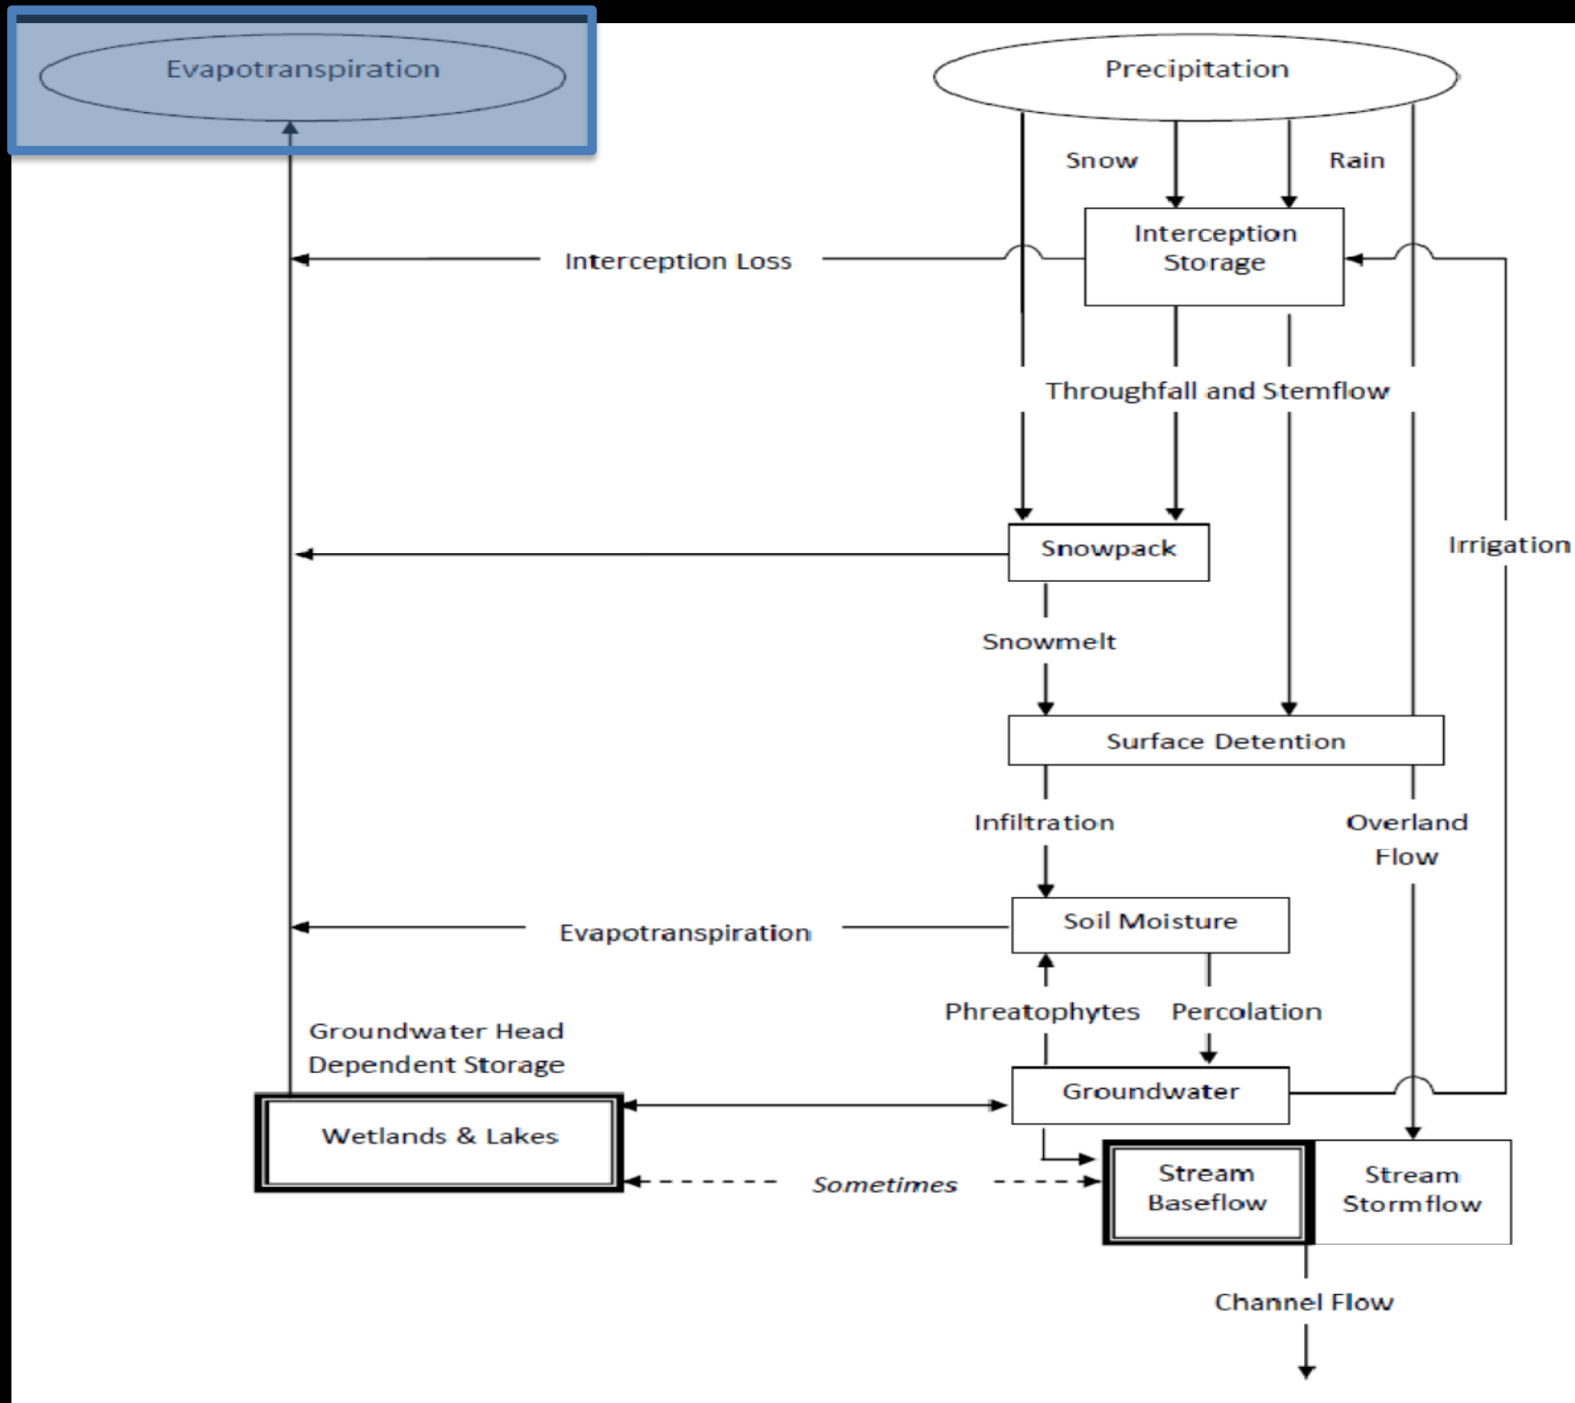 Evapotranspiration
Precipitation
Snow
Rain
Interception
Storage
Interception Loss
Throughfall and Stemflow
Snowpack
Irrigation
Snowmelt
Surface Detention
Infiltration
Overland
Flow
Soil Moisture
Evapotranspiration
Phreatophytes
Percolation
Groundwater Head
Dependent Storage
Groundwater
Wetlands & Lakes
Sometimes
Stream
Baseflow
Stream
Stormflow
Channel Flow